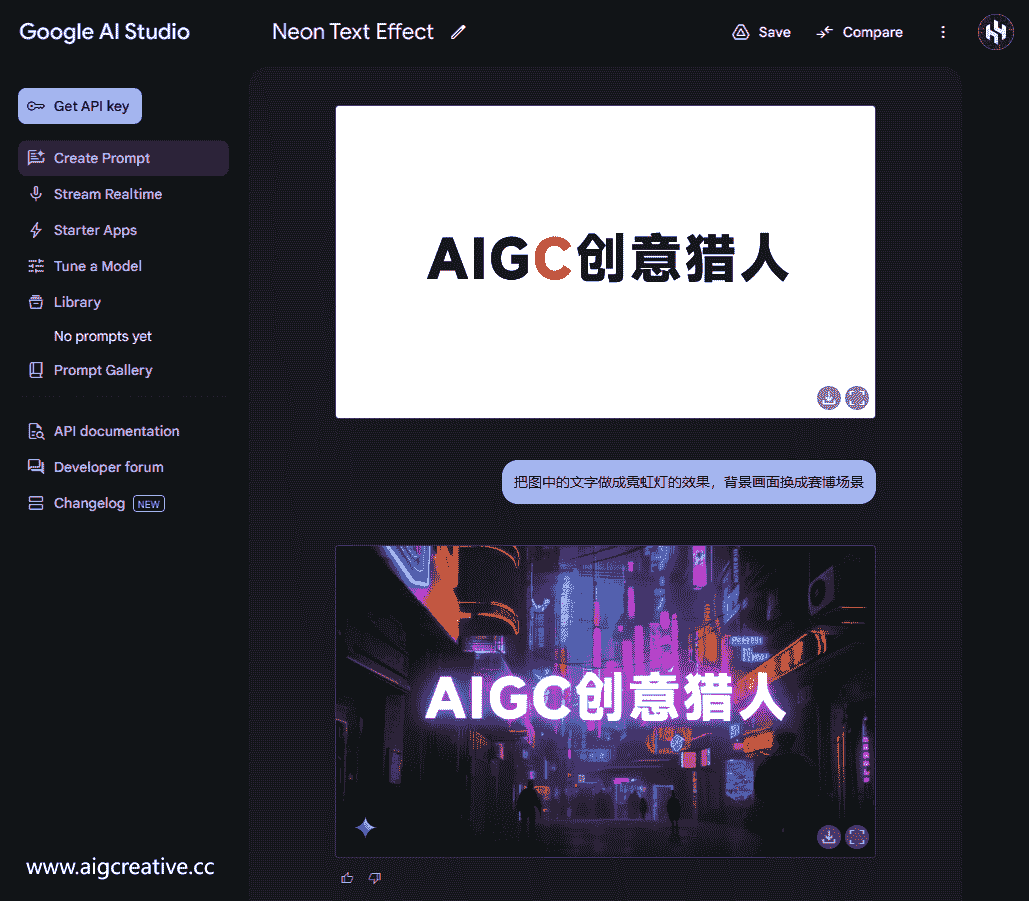 Google AI Studio
Neon Text Effect
Save
Compare
Get API key
Create Prompt
Stream Realtime
Starter Apps
Tune a Model
Library
No prompts yet
Prompt Gallery
API documentation
Developer forum
Changelog NEW
AIGC创意猎人
把图中的文字做成霓虹灯的效果，背景画面换成赛博场景
AIGC创意猎人
www.aigcreative.cc